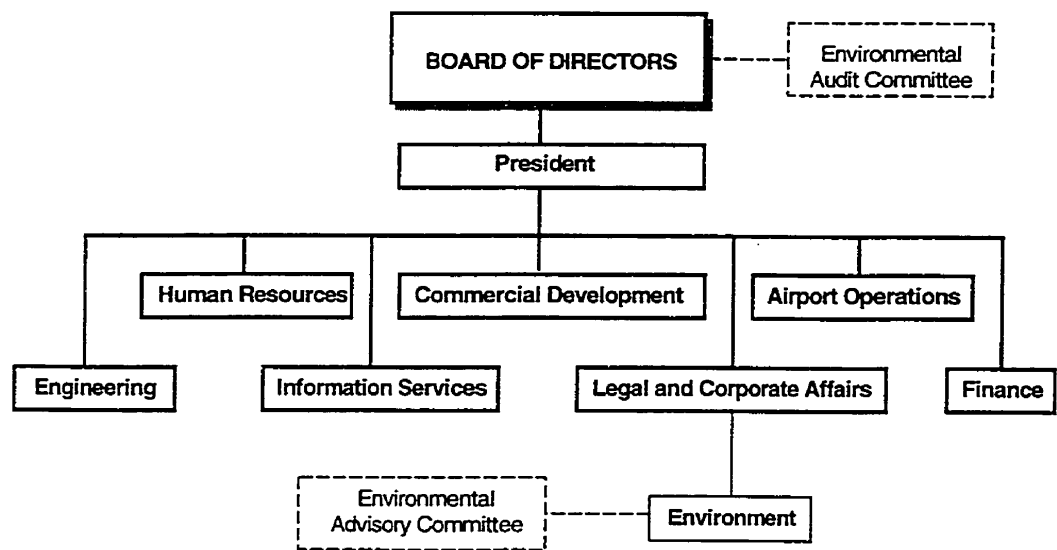 BOARD OF DIRECTORS
Environmental
Audit Committee
President
Human Resources
Commercial Development
Airport Operations
Engineering
Information Services
Legal and Corporate Affairs
Finance
Environmental
Advisory Committee
Environment